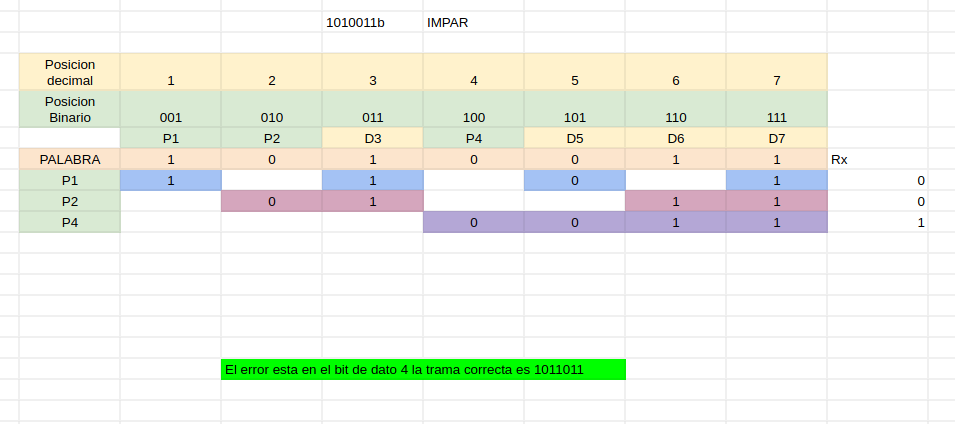 1010011b IMPAR
Posicion
decimal 1 2 3 4 5 6 7
Posicion
Binario 001 010 011 100 101 110 111
P1 P2 D3 P4 D5 D6 D7
PALABRA 1 0 1 0 0 1 1 Rx
P1 1 1 0 1 0
P2 0 1 1 1 0
P4 0 0 1 1 1
El error esta en el bit de dato 4 la trama correcta es 1011011